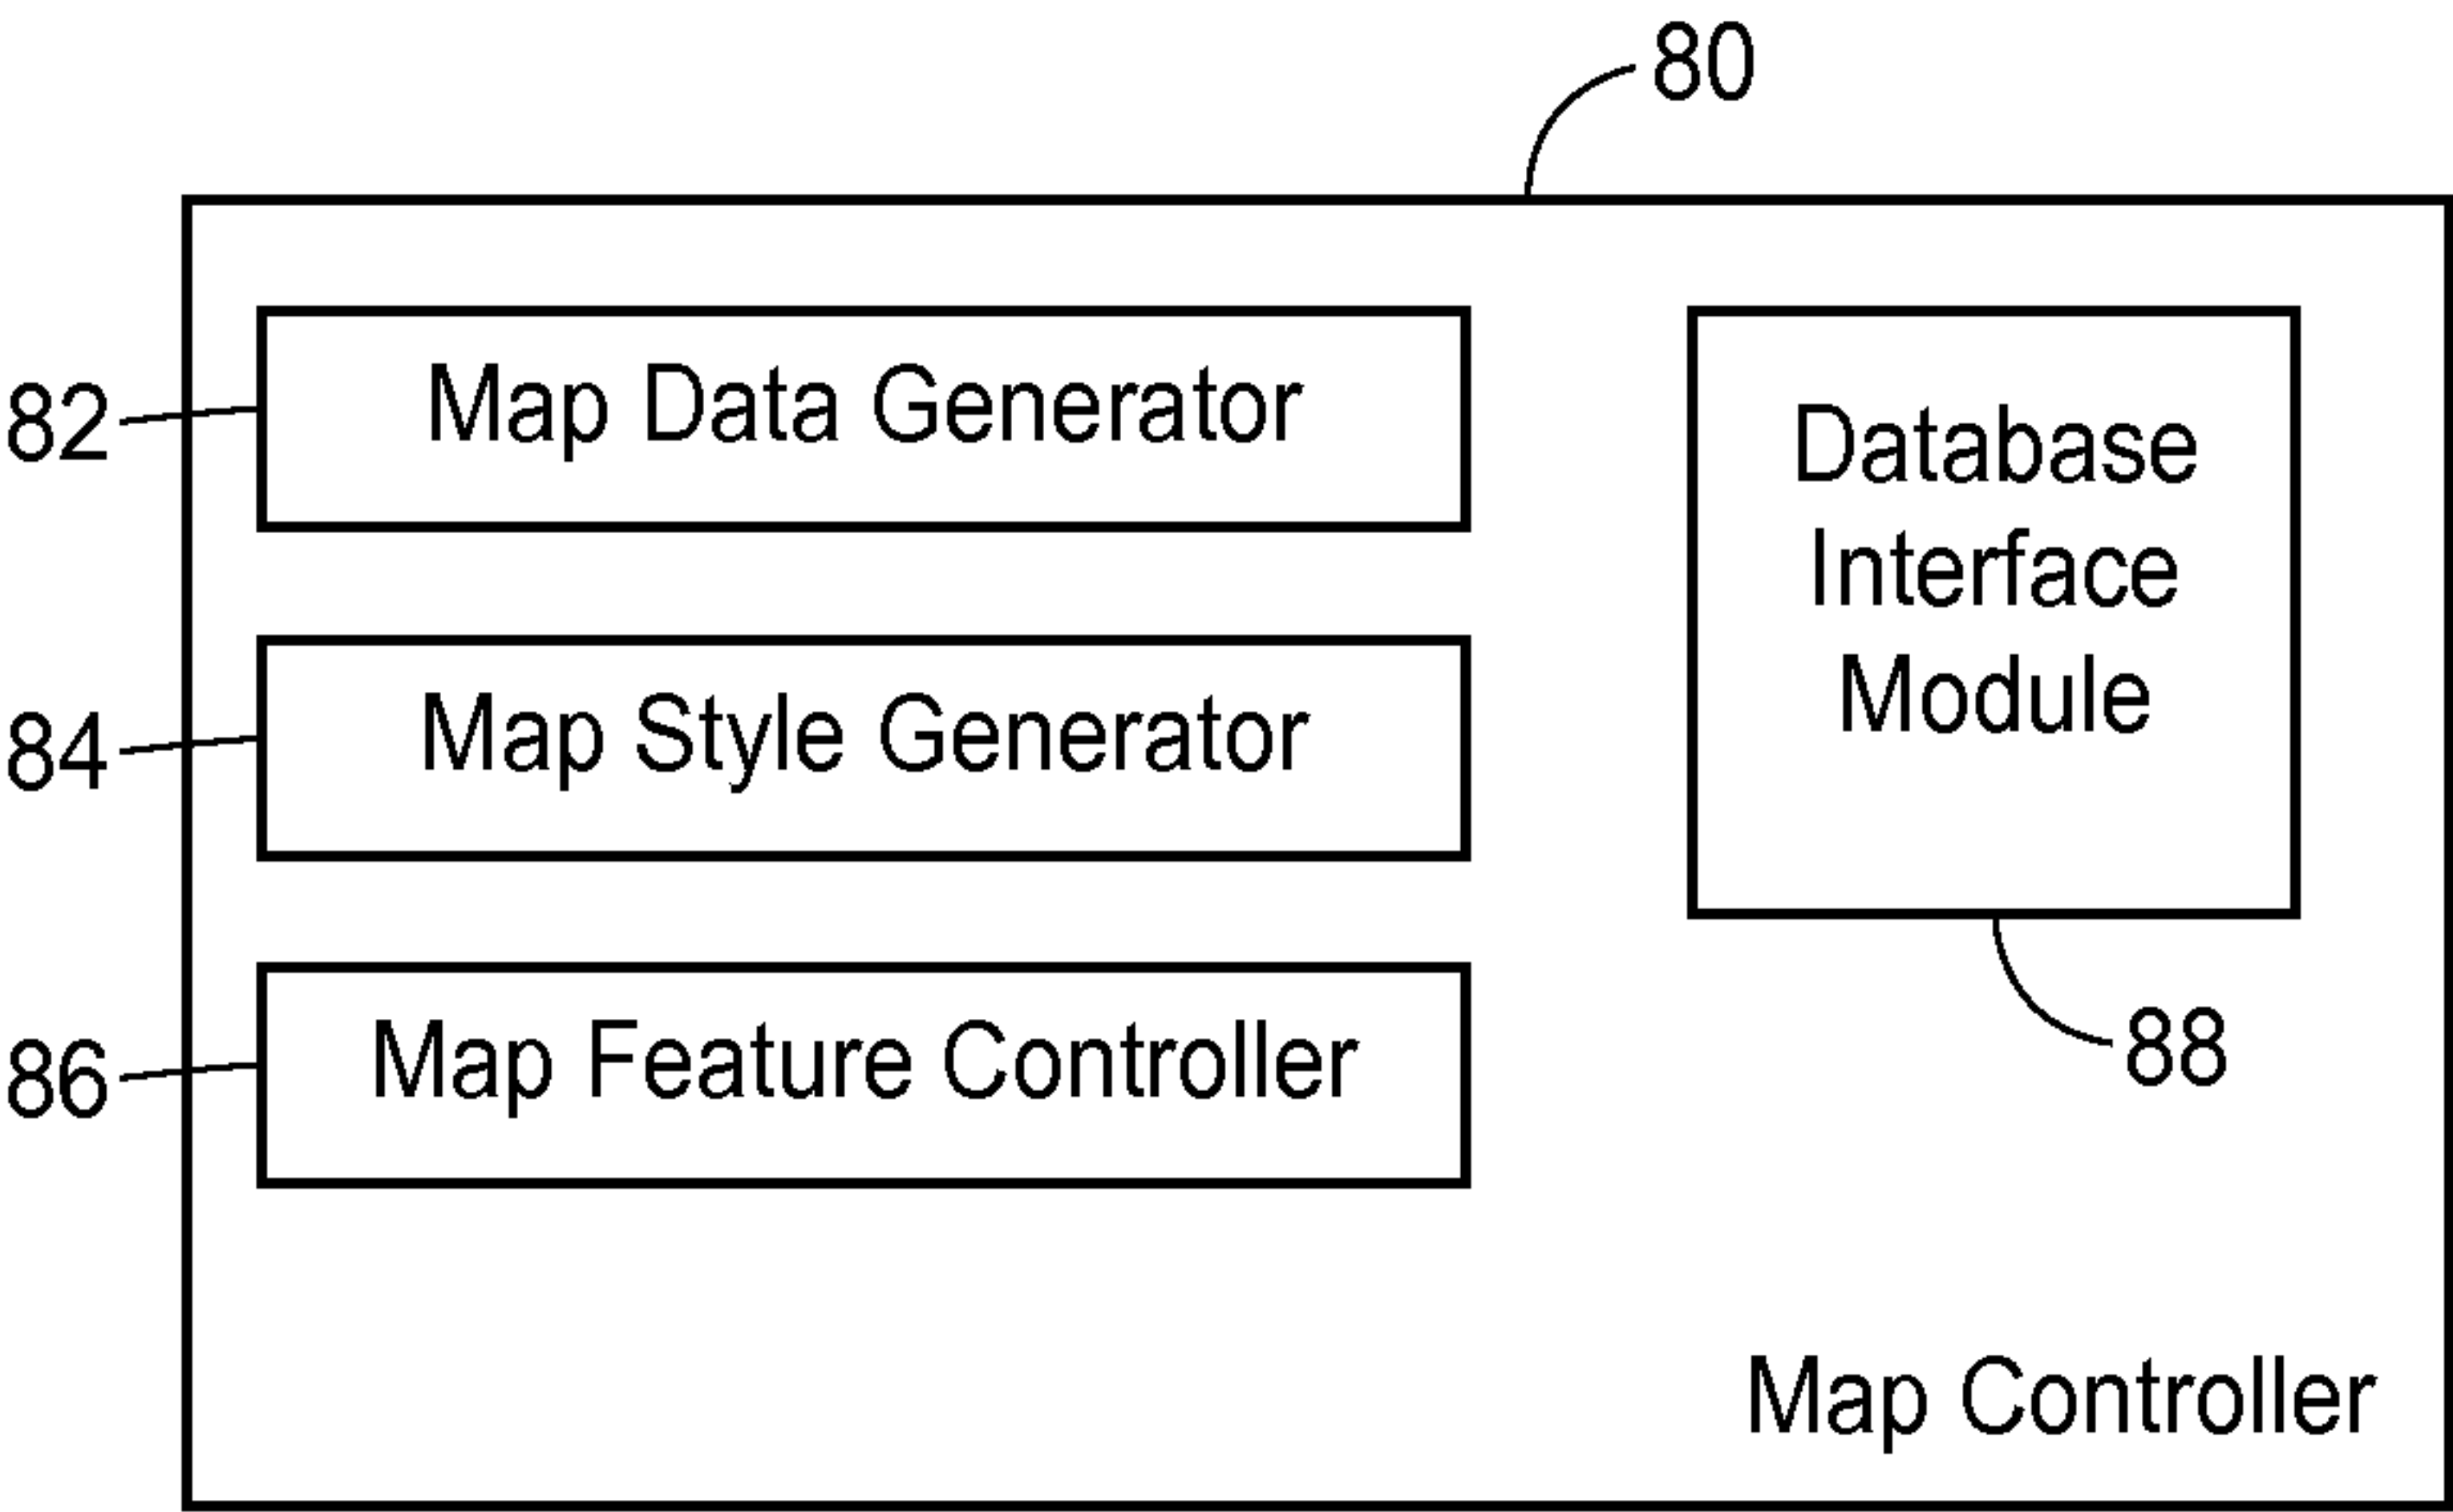 80
82
Map Data Generator
84
Map Style Generator
86
Map Feature Controller
Database
Interface
Module
88
Map Controller